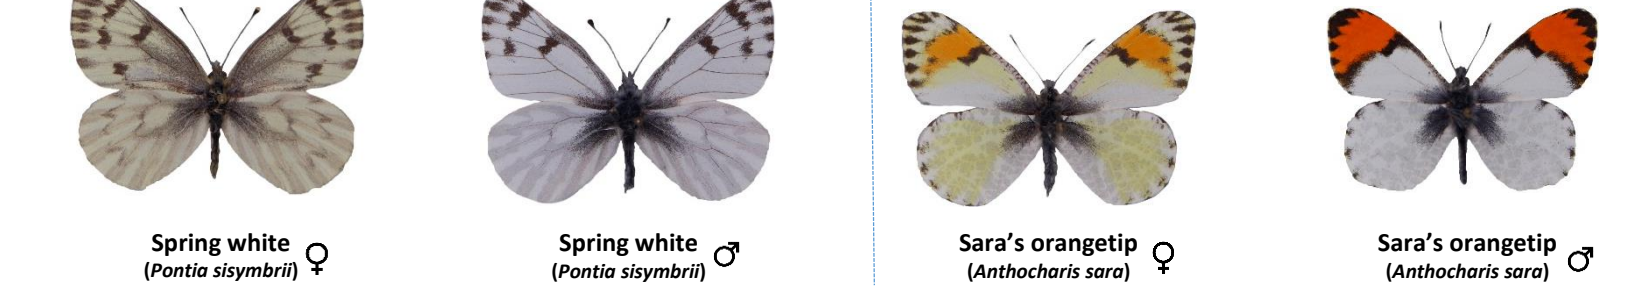 Spring white ♀
(Pontia sisymbrii)
Spring white ♂
(Pontia sisymbrii)
Sara's orangetip ♀
(Anthocharis sara)
Sara's orangetip ♂
(Anthocharis sara)